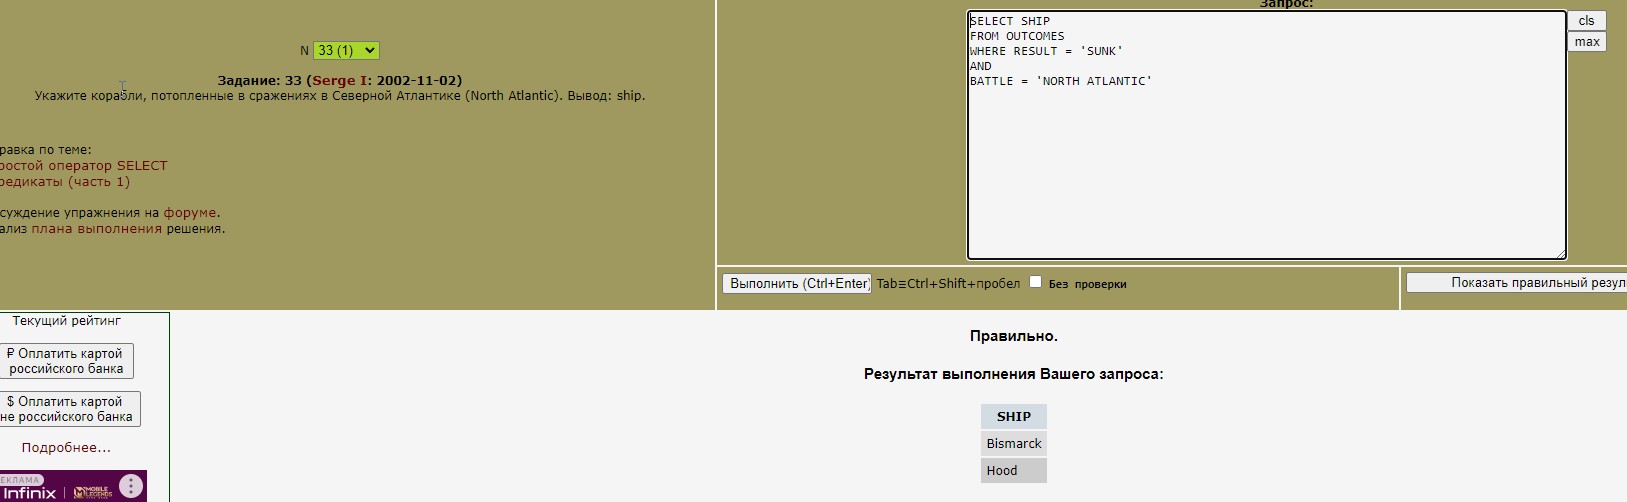 N 33 (1)
Задание: 33 (Serge I: 2002-11-02)
Укажите корабли, потопленные в сражениях в Северной Атлантике (North Atlantic). Вывод: ship.
равка по теме:
ростой оператор SELECT
редикаты (часть 1)
суждение упражнения на форуме.
ализ плана выполнения решения.
Запрос:
SELECT SHIP
FROM OUTCOMES
WHERE RESULT = 'SUNK'
AND
BATTLE = 'NORTH ATLANTIC'
cls
max
Выполнить (Ctrl+Enter) Tab≡Ctrl+Shift+пробел Без проверки
Показать правильный резул
Текущий рейтинг
₽ Оплатить картой
российского банка
$ Оплатить картой
не российского банка
Подробнее...
ЕКЛАМА
Infinix MOBILE LEGENDS
Правильно.
Результат выполнения Вашего запроса:
SHIP
Bismarck
Hood